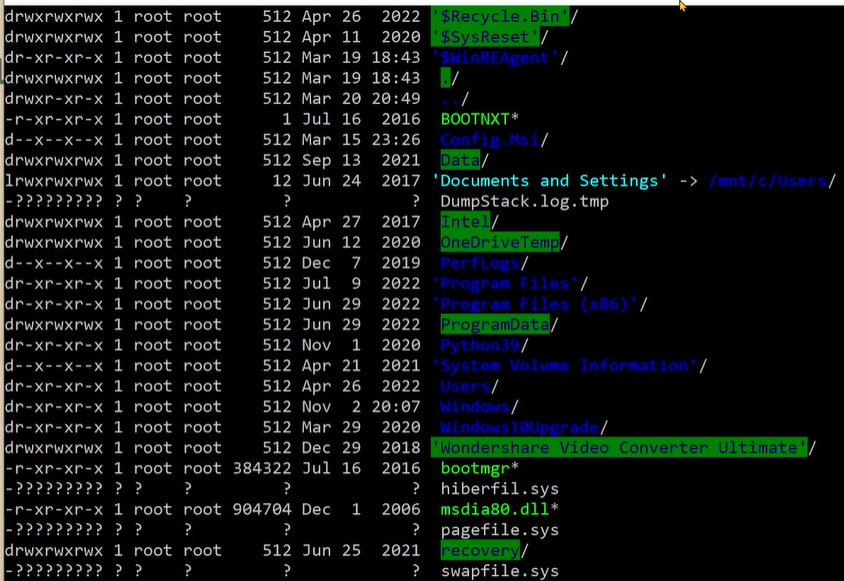 drwxrwxrwx 1 root root    512 Apr 26  2022 '$Recycle.Bin'/
drwxrwxrwx 1 root root    512 Apr 11  2020 '$SysReset'/
dr-xr-xr-x 1 root root    512 Mar 19 18:43 '$WinREAgent'/
drwxrwxrwx 1 root root    512 Mar 19 18:43  ./
drwxr-xr-x 1 root root    512 Mar 20 20:49  ../
-r-xr-xr-x 1 root root      1 Jul 16  2016  BOOTNXT*
d--x--x--x 1 root root    512 Mar 15 23:26  Config.Msi/
drwxrwxrwx 1 root root    512 Sep 13  2021  Data/
lrwxrwxrwx 1 root root     12 Jun 24  2017 'Documents and Settings' -> /mnt/c/Users/
-????????? ? ?    ?         ?            ?  DumpStack.log.tmp
drwxrwxrwx 1 root root    512 Apr 27  2017  Intel/
drwxrwxrwx 1 root root    512 Jun 12  2020  OneDriveTemp/
d--x--x--x 1 root root    512 Dec  7  2019  PerfLogs/
dr-xr-xr-x 1 root root    512 Jul  9  2022 'Program Files'/
dr-xr-xr-x 1 root root    512 Jun 29  2022 'Program Files (x86)'/
drwxrwxrwx 1 root root    512 Jun 29  2022  ProgramData/
dr-xr-xr-x 1 root root    512 Nov  1  2020  Python39/
d--x--x--x 1 root root    512 Apr 21  2021 'System Volume Information'/
dr-xr-xr-x 1 root root    512 Apr 26  2022  Users/
dr-xr-xr-x 1 root root    512 Nov  2 20:07  Windows/
dr-xr-xr-x 1 root root    512 Mar 29  2020  Windows10Upgrade/
drwxrwxrwx 1 root root    512 Dec 29  2018 'Wondershare Video Converter Ultimate'/
-r-xr-xr-x 1 root root 384322 Jul 16  2016  bootmgr*
-????????? ? ?    ?         ?            ?  hiberfil.sys
-r-xr-xr-x 1 root root 904704 Dec  1  2006  msdia80.dll*
-????????? ? ?    ?         ?            ?  pagefile.sys
drwxrwxrwx 1 root root    512 Jun 25  2021  recovery/
-????????? ? ?    ?         ?            ?  swapfile.sys